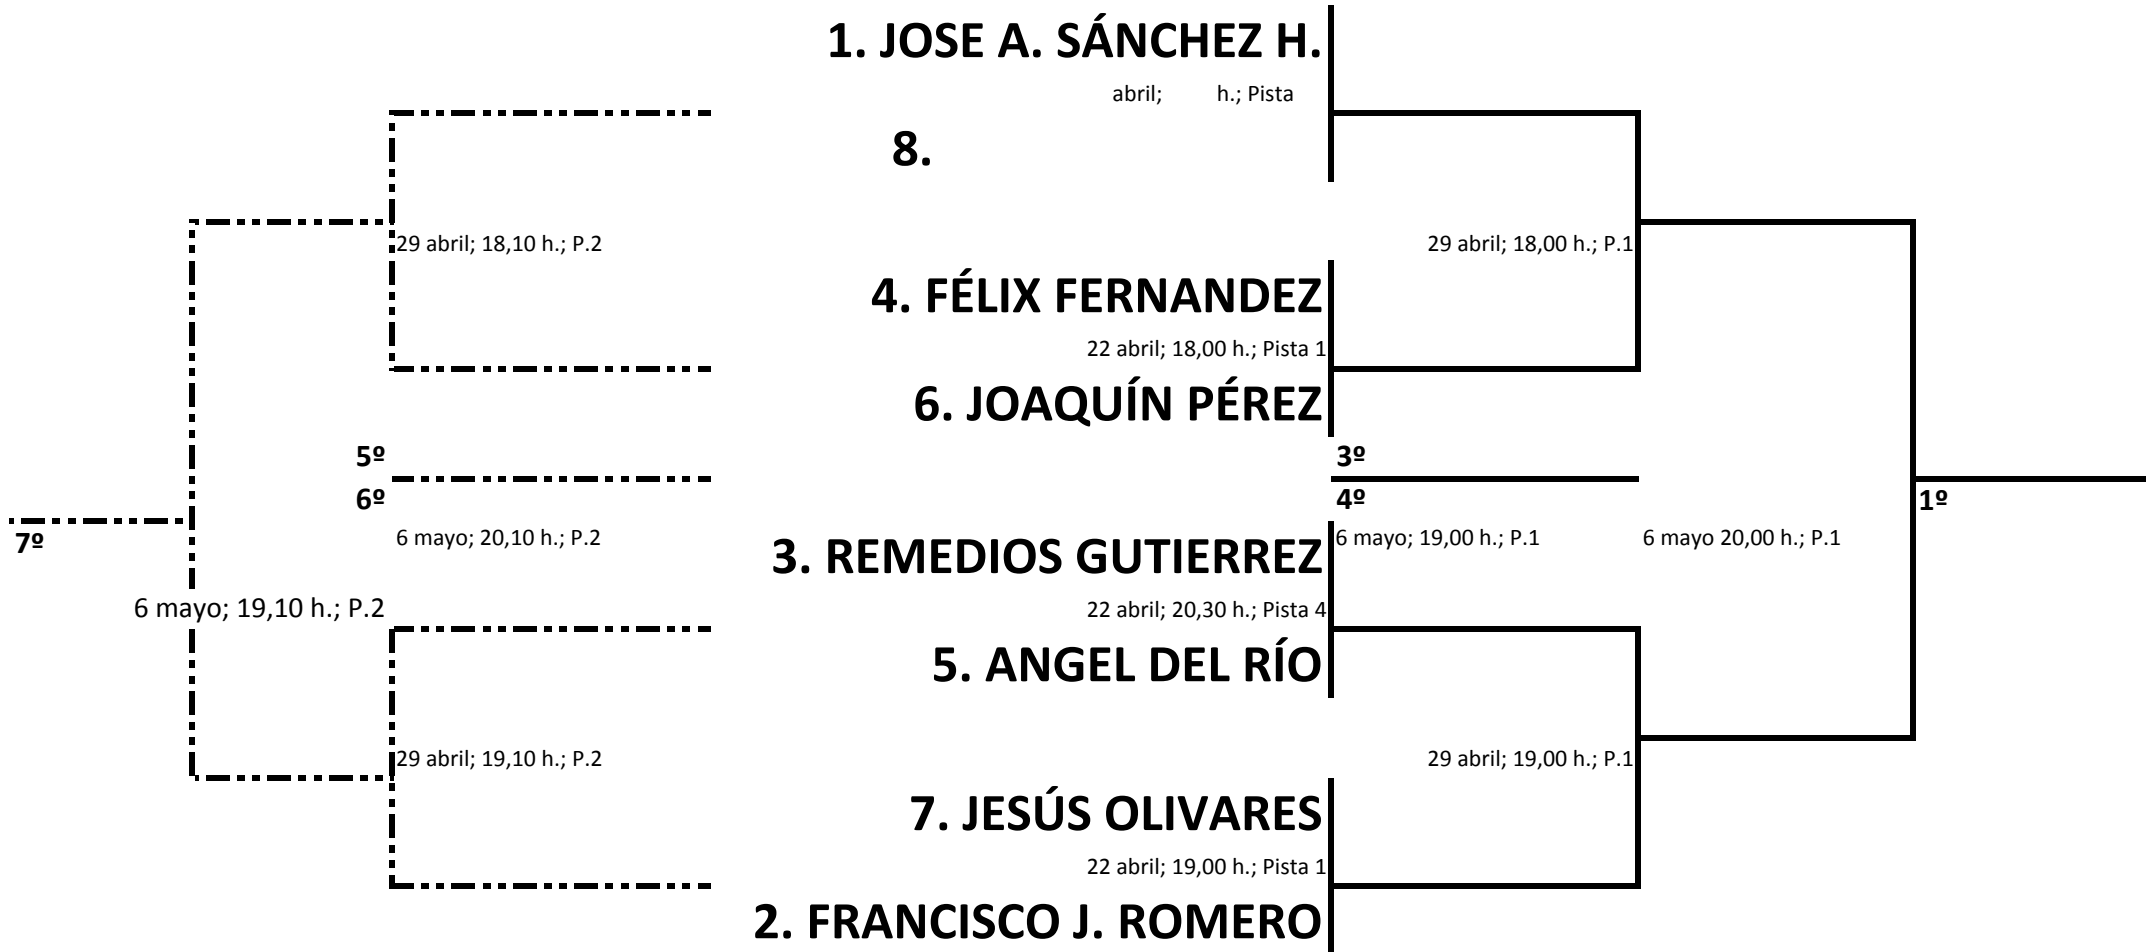 1. JOSE A. SÁNCHEZ H.
abril; h.; Pista
8.
29 abril; 18,10 h.; P.2
29 abril; 18,00 h.; P.1
4. FÉLIX FERNANDEZ
22 abril; 18,00 h.; Pista 1
6. JOAQUÍN PÉREZ
5º
3º
6º
4º
1º
7º
6 mayo; 20,10 h.; P.2
6 mayo; 19,00 h.; P.1
6 mayo 20,00 h.; P.1
3. REMEDIOS GUTIERREZ
6 mayo; 19,10 h.; P.2
22 abril; 20,30 h.; Pista 4
5. ANGEL DEL RÍO
29 abril; 19,10 h.; P.2
29 abril; 19,00 h.; P.1
7. JESÚS OLIVARES
22 abril; 19,00 h.; Pista 1
2. FRANCISCO J. ROMERO